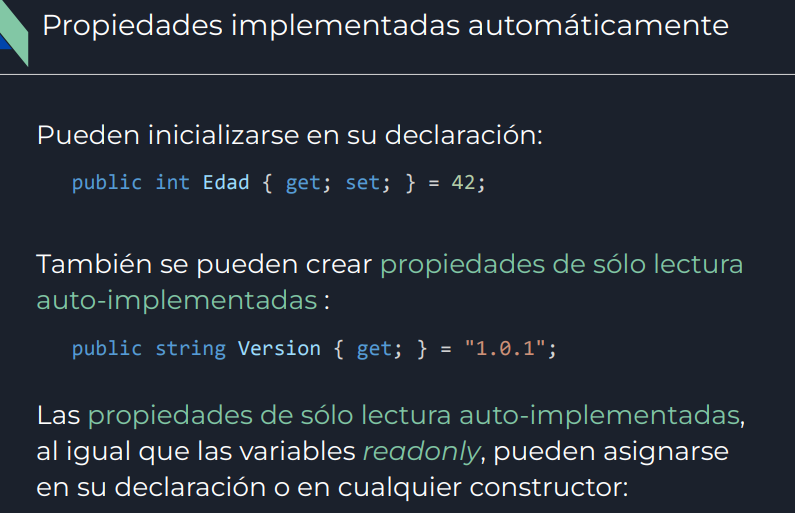 Propiedades implementadas automáticamente
Pueden inicializarse en su declaración:
public int Edad { get; set; } = 42;
También se pueden crear propiedades de sólo lectura
auto-implementadas :
public string Version { get; } = "1.0.1";
Las propiedades de sólo lectura auto-implementadas,
al igual que las variables readonly, pueden asignarse
en su declaración o en cualquier constructor: